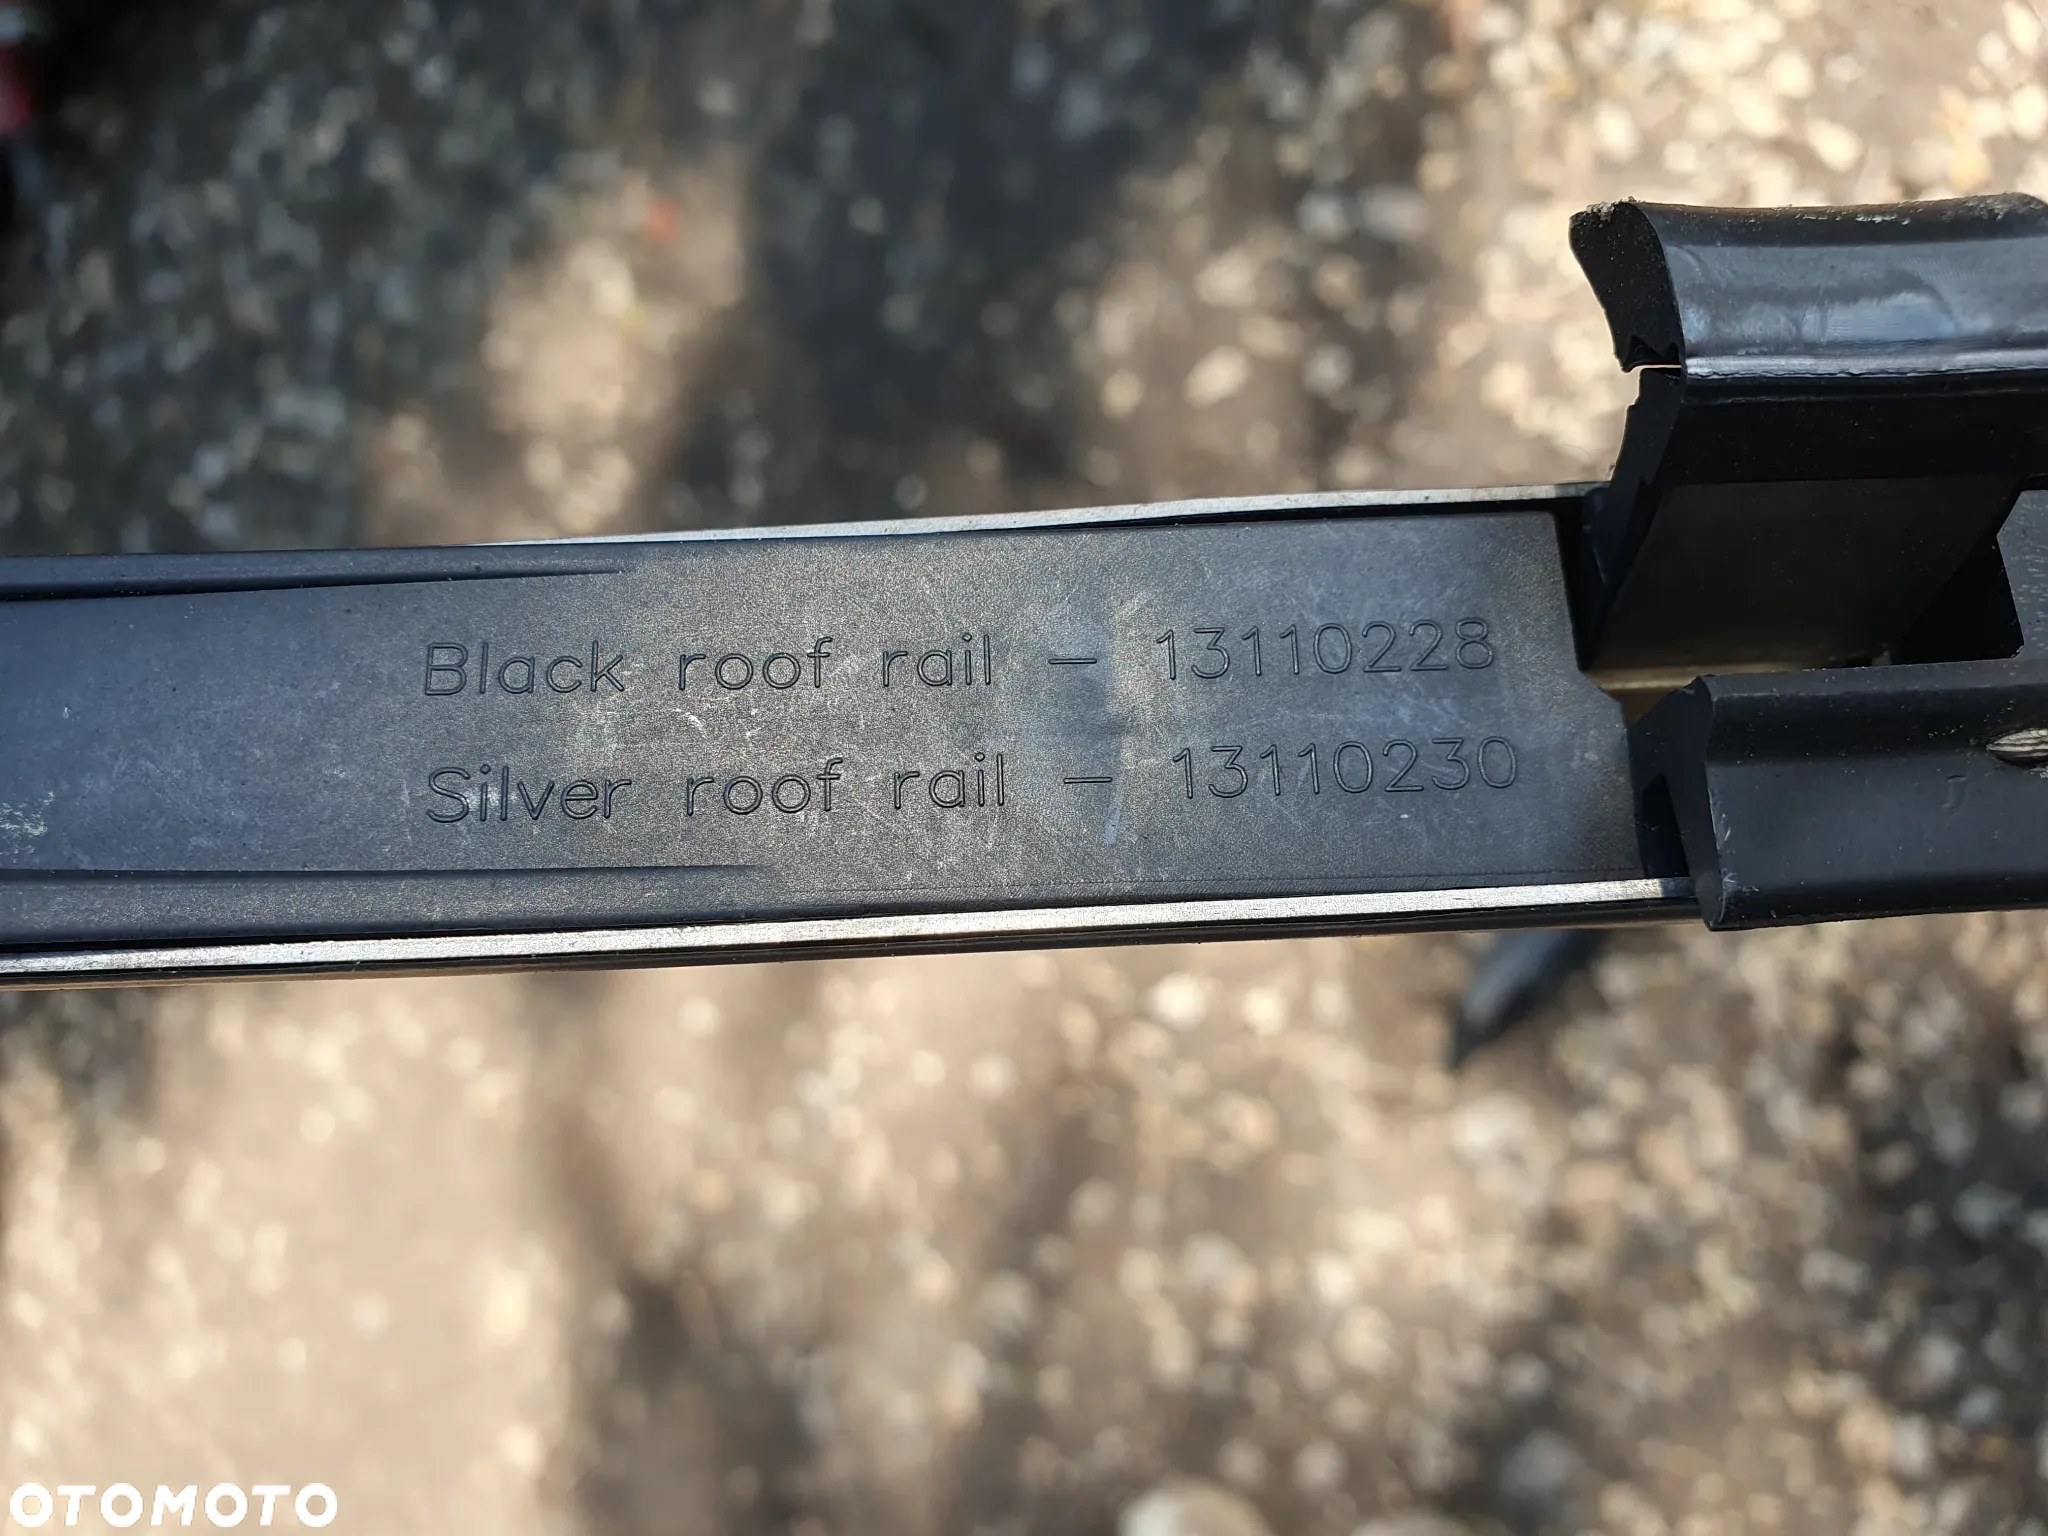 Black roof rail - 13110228
Silver roof rail - 13110230
OTOMOTO